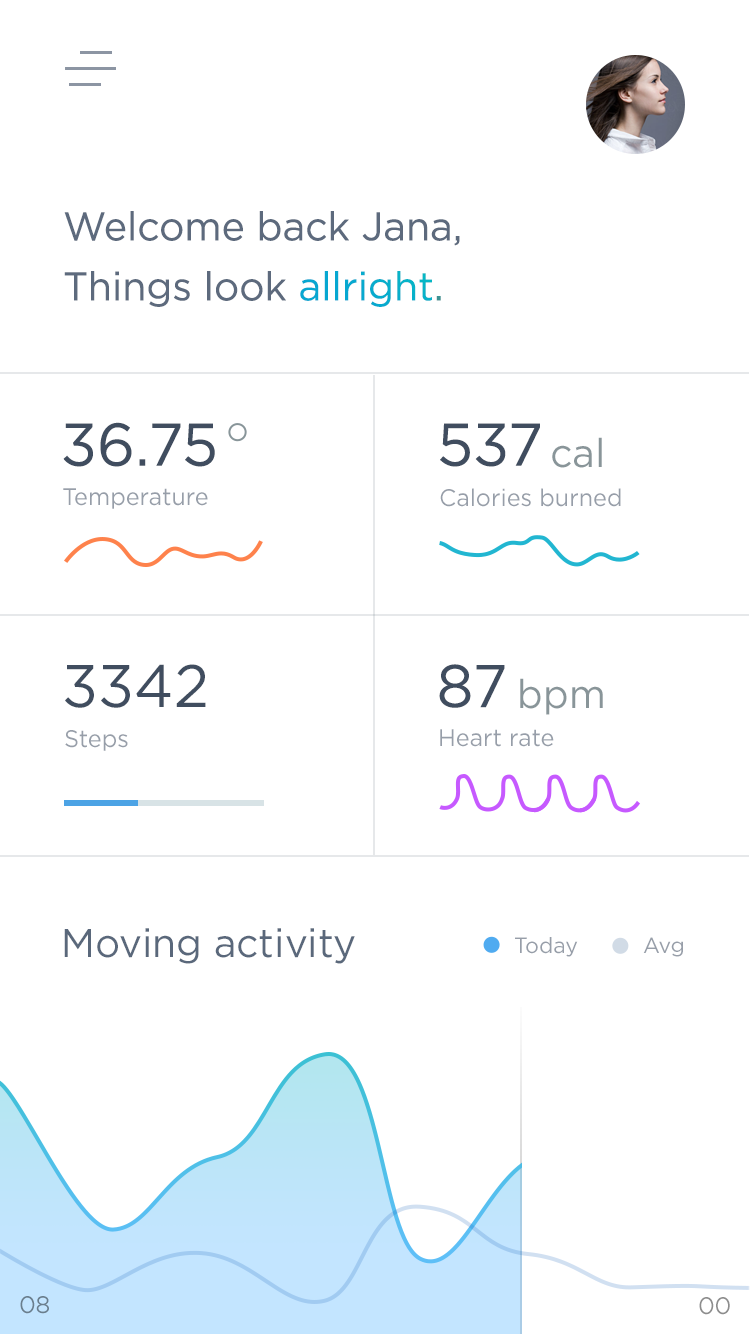 Welcome back Jana,
Things look allright.
36.75°
Temperature
537 cal
Calories burned
3342
Steps
87 bpm
Heart rate
Moving activity
Today
Avg
08
00